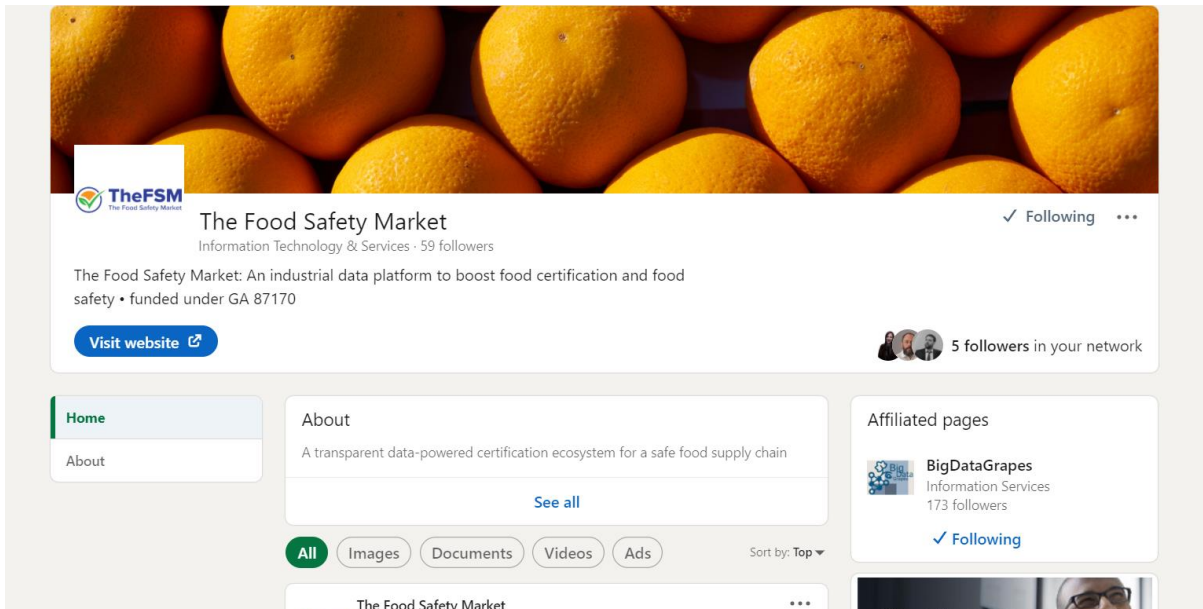 TheFSM
The Food Safety Market
The Food Safety Market
Following
Information Technology & Services · 59 followers
The Food Safety Market: An industrial data platform to boost food certification and food
safety • funded under GA 87170
Visit website
5 followers in your network
Home
About
About
A transparent data-powered certification ecosystem for a safe food supply chain
See all
All
Images
Documents
Videos
Ads
Sort by: Top
The Food Safety Market
Affiliated pages
Big
Data
Grapes
BigDataGrapes
Information Services
173 followers
Following